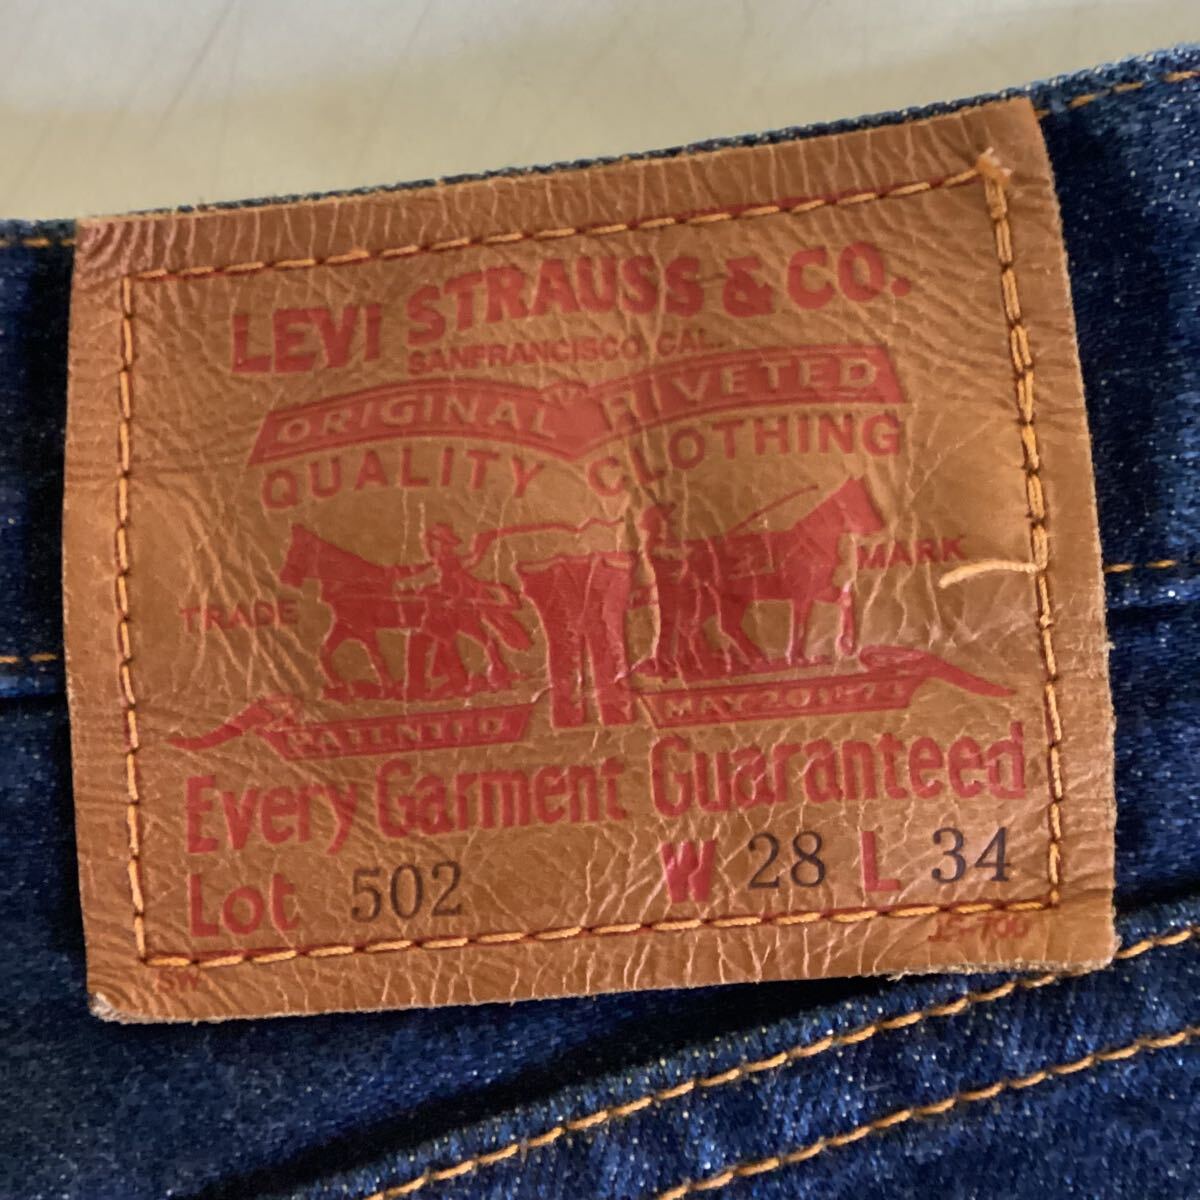 LEVI STRAUSS & CO.
SANFRANCISCO CAL.
ORIGINAL RIVETED
QUALITY CLOTHING
TRADE MARK
PATENTED MAY 20 1873
Every Garment Guaranteed
Lot 502 W 28 L 34
SW